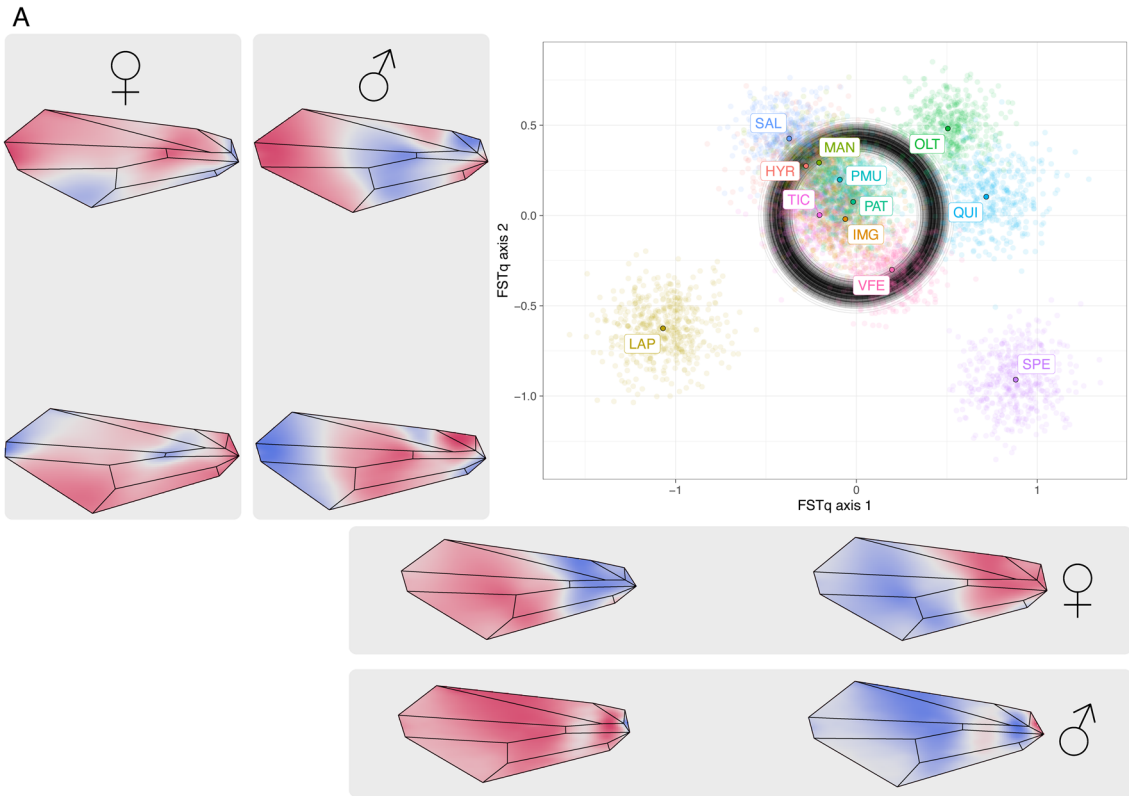 A
♀ ♂
FSTq axis 2
0.5
0.0
−0.5
−1.0
SAL
MAN
OLT
HYR
PMU
TIC
PAT
QUI
IMG
VFE
LAP
SPE
−1 0 1
FSTq axis 1
♀
♂